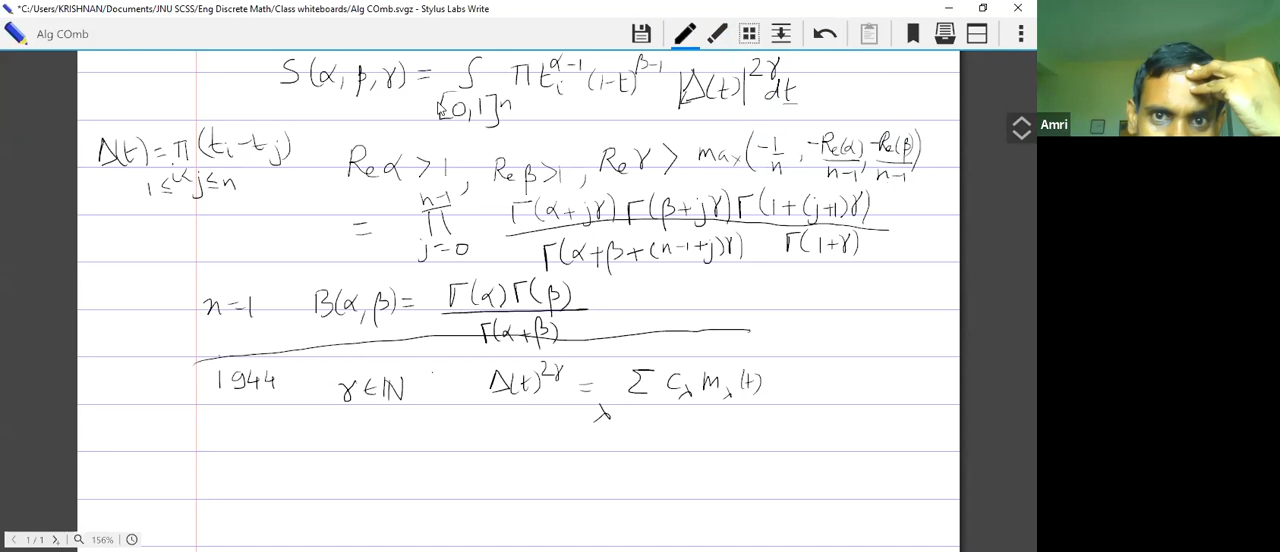 *C:/Users/KRISHNAN/Documents/JNU SCSS/Eng Discrete Math/Class whiteboards/Alg COmb.svgz - Stylus Labs Write
Alg COmb
S(α, β, γ) = ∫_{[0,1]^n} Π t_i^{α-1} (1-t)^{β-1} |Δ(t)|^{2γ} dt
Δ(t) = Π_{1≤i<j≤n} (t_i - t_j)
Re α > 1, Re β > 1, Re γ > max(-1/n, -Re(α)/(n-1), -Re(β)/(n-1))
= Π_{j=0}^{n-1} Γ(α+jγ) Γ(β+jγ) Γ(1+(j+1)γ) / Γ(α+β+(n-1+j)γ) Γ(1+γ)
n=1 B(α, β) = Γ(α)Γ(β) / Γ(α+β)
1944 γ ∈ ℕ Δ(t)^{2γ} = Σ_λ C_λ m_λ(t)
1 / 1
156%
Amri